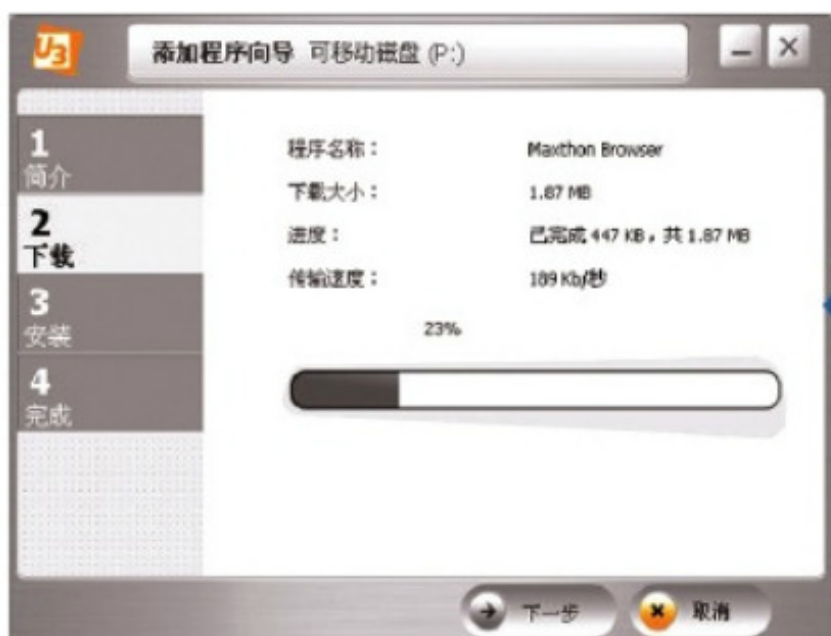 U3
添加程序向导 可移动磁盘 (P:)
1
简介
2
下载
3
安装
4
完成
程序名称： Maxthon Browser
下载大小： 1.87 MB
进度： 已完成 447 KB，共 1.87 MB
传输速度： 189 Kb/秒
23%
下一步
取消